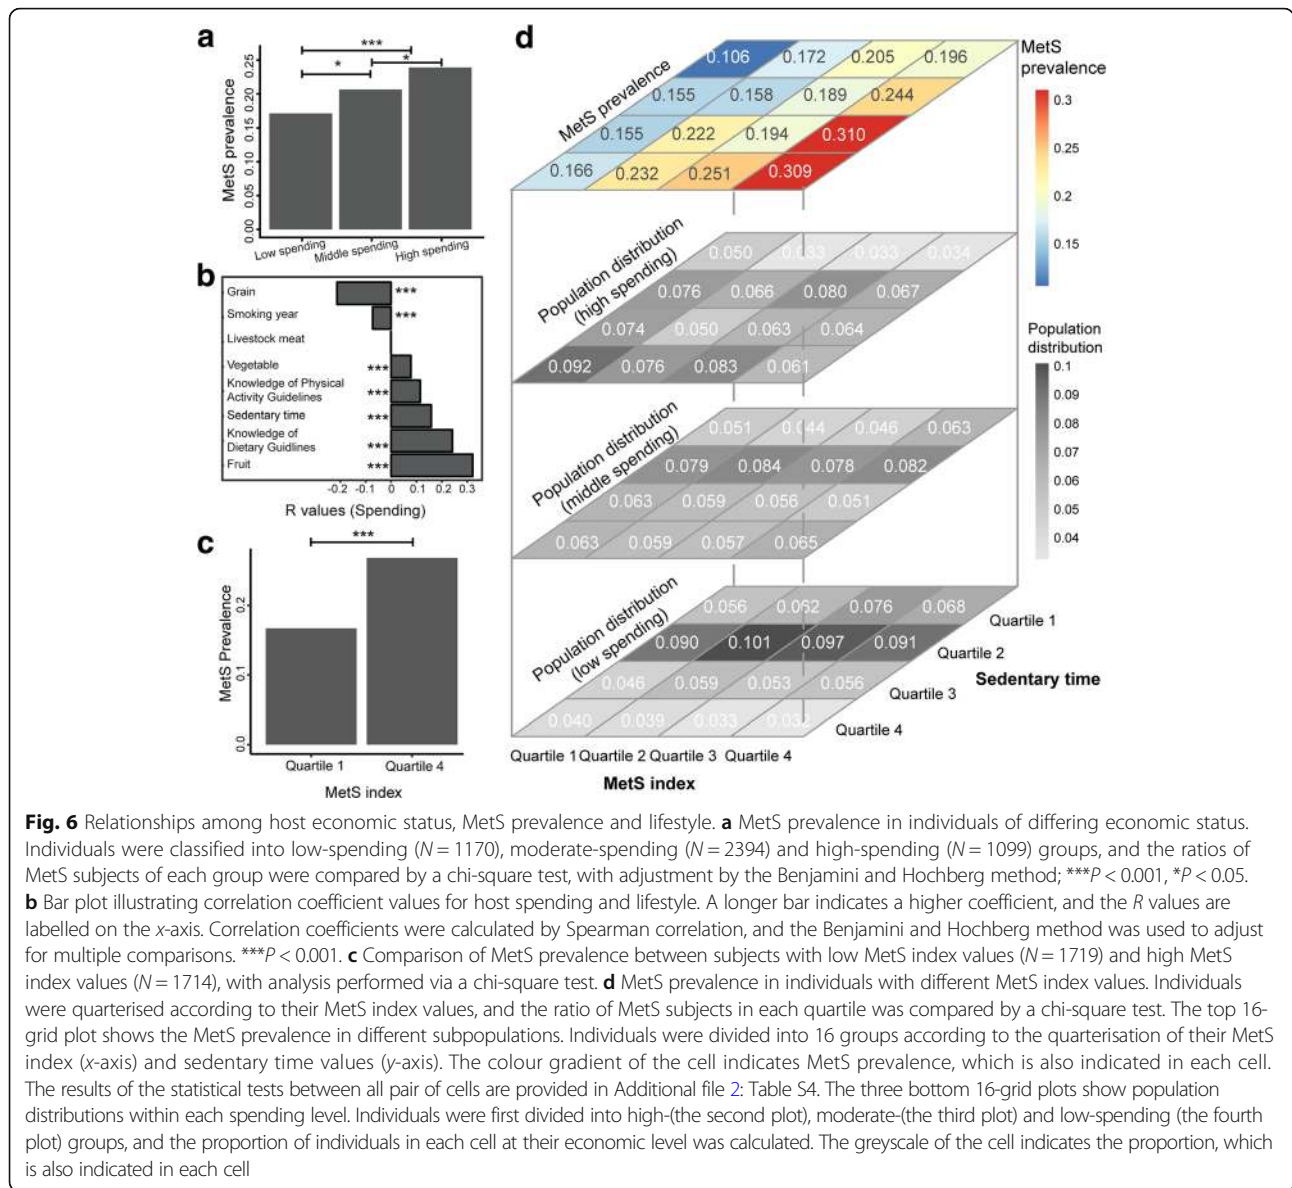 a
MetS prevalence
0.00
0.05
0.10
0.15
0.20
0.25
***
*
*
Low spending
Middle spending
High spending
b
Grain
***
Smoking year
***
Livestock meat
Vegetable
***
Knowledge of Physical
Activity Guidelines
***
Sedentary time
***
Knowledge of
Dietary Guidlines
***
Fruit
***
-0.2 -0.1 0 0.1 0.2 0.3
R values (Spending)
c
***
MetS Prevalence
0.0
0.1
0.2
Quartile 1 Quartile 4
MetS index
d
MetS prevalence
0.106 0.172 0.205 0.196
0.155 0.158 0.189 0.244
0.155 0.222 0.194 0.310
0.166 0.232 0.251 0.309
Population distribution
(high spending)
0.050 0.033 0.033 0.034
0.076 0.066 0.080 0.067
0.074 0.050 0.063 0.064
0.092 0.076 0.083 0.061
Population distribution
(middle spending)
0.051 0.044 0.046 0.063
0.079 0.084 0.078 0.082
0.063 0.059 0.056 0.051
0.063 0.059 0.057 0.065
Population distribution
(low spending)
0.056 0.062 0.076 0.068
0.090 0.101 0.097 0.091
0.046 0.059 0.053 0.056
0.040 0.039 0.033 0.032
Quartile 1
Quartile 2
Quartile 3
Quartile 4
Sedentary time
Quartile 1 Quartile 2 Quartile 3 Quartile 4
MetS index
MetS
prevalence
0.3
0.25
0.2
0.15
Population
distribution
0.1
0.09
0.08
0.07
0.06
0.05
0.04
Fig. 6 Relationships among host economic status, MetS prevalence and lifestyle. a MetS prevalence in individuals of differing economic status.
Individuals were classified into low-spending (N = 1170), moderate-spending (N = 2394) and high-spending (N = 1099) groups, and the ratios of
MetS subjects of each group were compared by a chi-square test, with adjustment by the Benjamini and Hochberg method; ***P < 0.001, *P < 0.05.
b Bar plot illustrating correlation coefficient values for host spending and lifestyle. A longer bar indicates a higher coefficient, and the R values are
labelled on the x-axis. Correlation coefficients were calculated by Spearman correlation, and the Benjamini and Hochberg method was used to adjust
for multiple comparisons. ***P < 0.001. c Comparison of MetS prevalence between subjects with low MetS index values (N = 1719) and high MetS
index values (N = 1714), with analysis performed via a chi-square test. d MetS prevalence in individuals with different MetS index values. Individuals
were quarterised according to their MetS index values, and the ratio of MetS subjects in each quartile was compared by a chi-square test. The top 16-
grid plot shows the MetS prevalence in different subpopulations. Individuals were divided into 16 groups according to the quarterisation of their MetS
index (x-axis) and sedentary time values (y-axis). The colour gradient of the cell indicates MetS prevalence, which is also indicated in each cell.
The results of the statistical tests between all pair of cells are provided in Additional file 2: Table S4. The three bottom 16-grid plots show population
distributions within each spending level. Individuals were first divided into high-(the second plot), moderate-(the third plot) and low-spending (the fourth
plot) groups, and the proportion of individuals in each cell at their economic level was calculated. The greyscale of the cell indicates the proportion, which
is also indicated in each cell